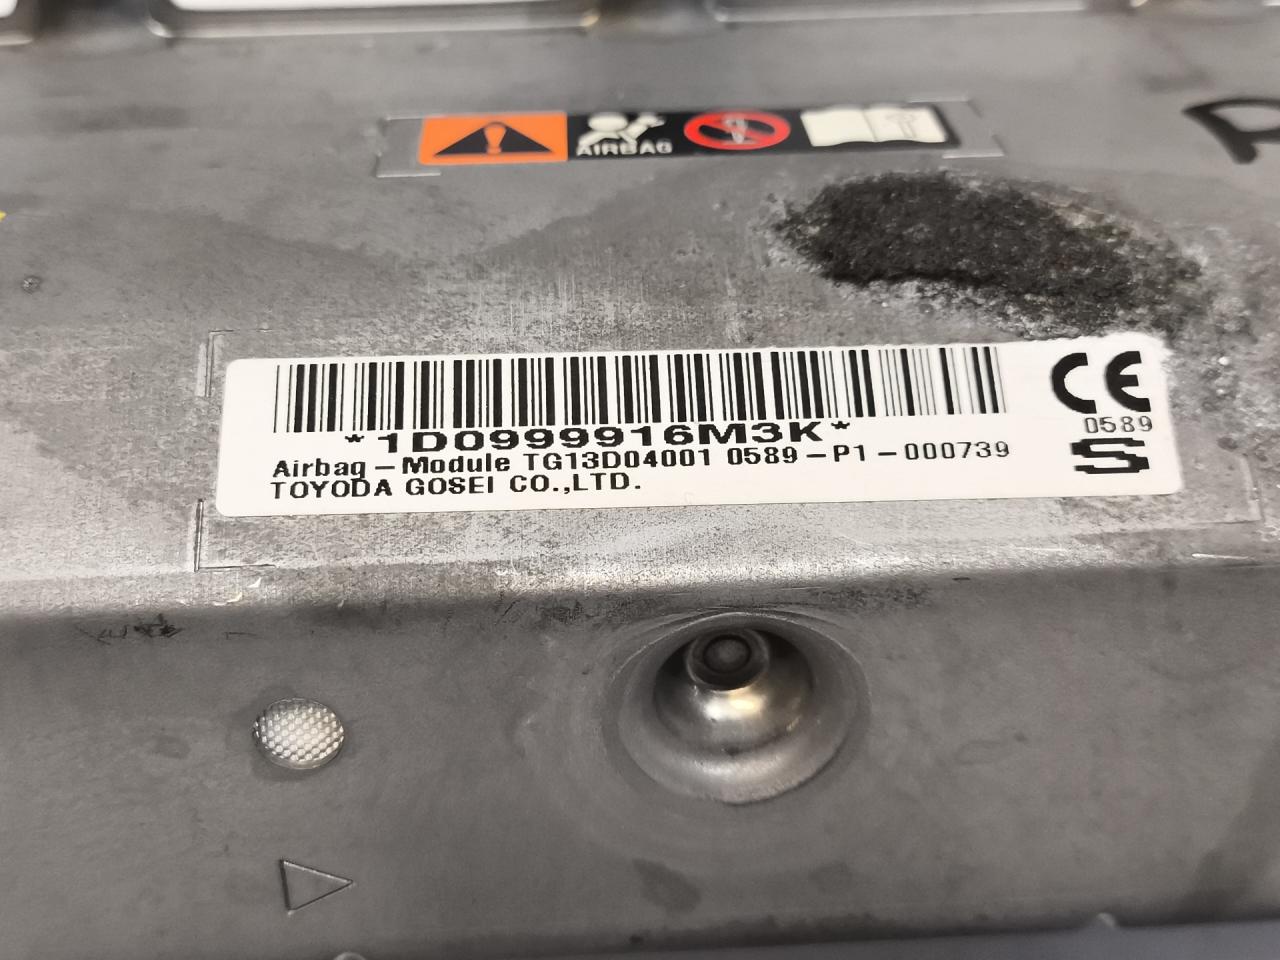 AIRBAG
*1D0999916M3K*
Airbag-Module TG13D04001 0589-P1-000739
TOYODA GOSEI CO.,LTD.
CE
0589
S